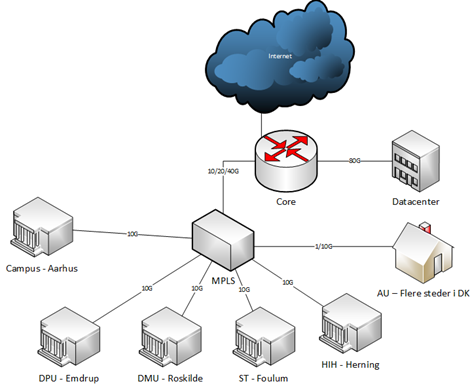 Internet
10/20/40G
80G
Core
Datacenter
10G
1/10G
Campus - Aarhus
MPLS
AU – Flere steder i DK
10G
10G
10G
10G
DPU - Emdrup
DMU - Roskilde
ST - Foulum
HIH - Herning